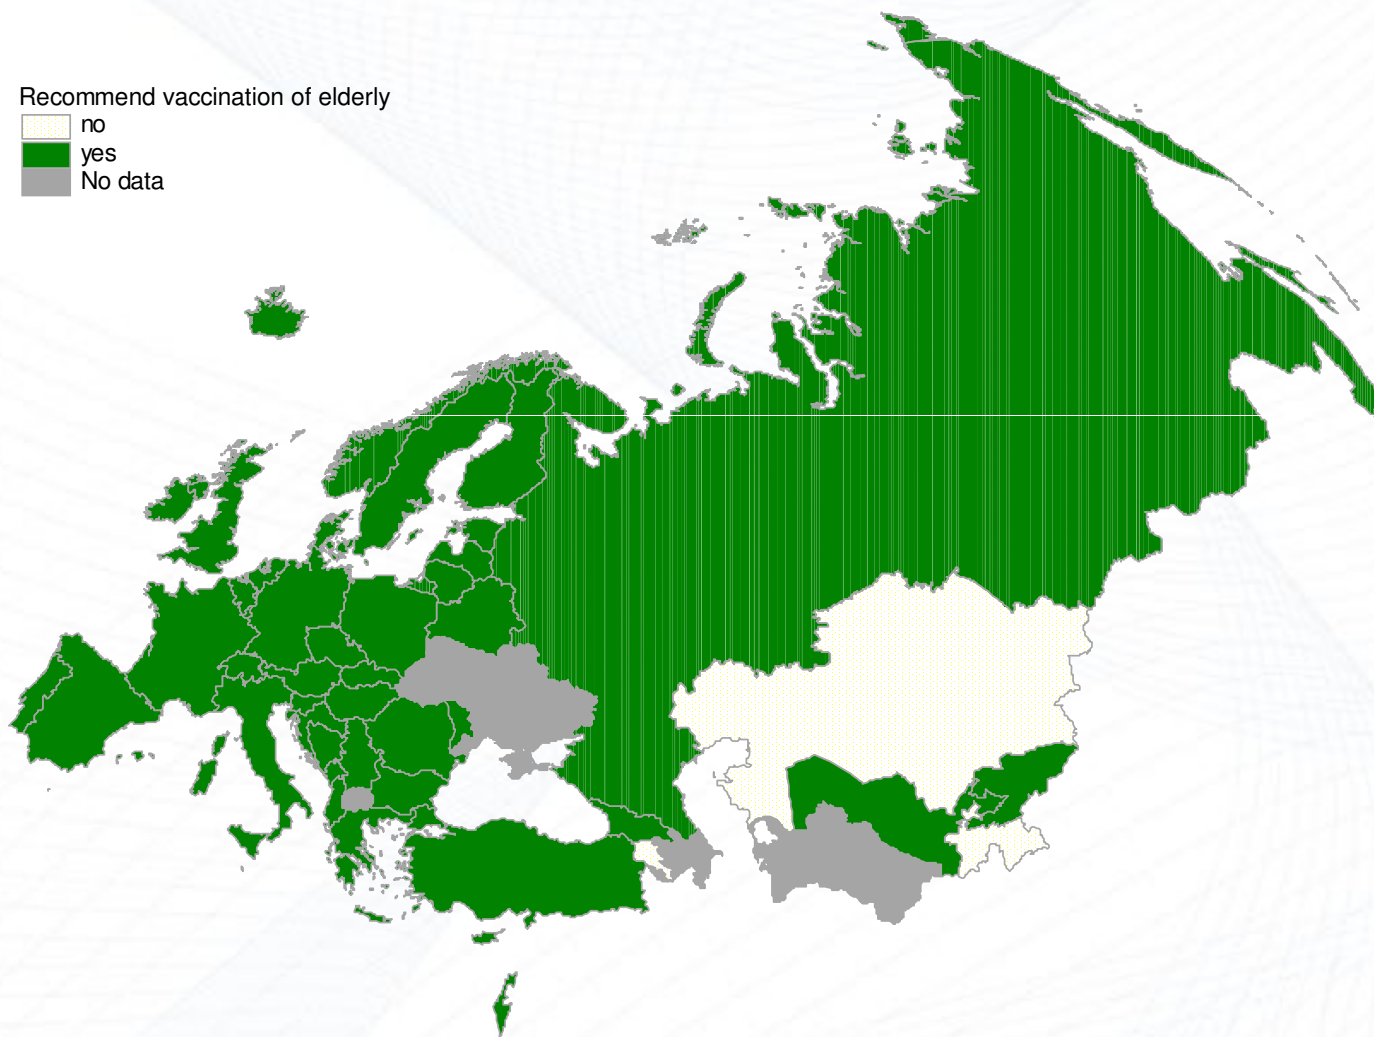 Recommend vaccination of elderly
no
yes
No data